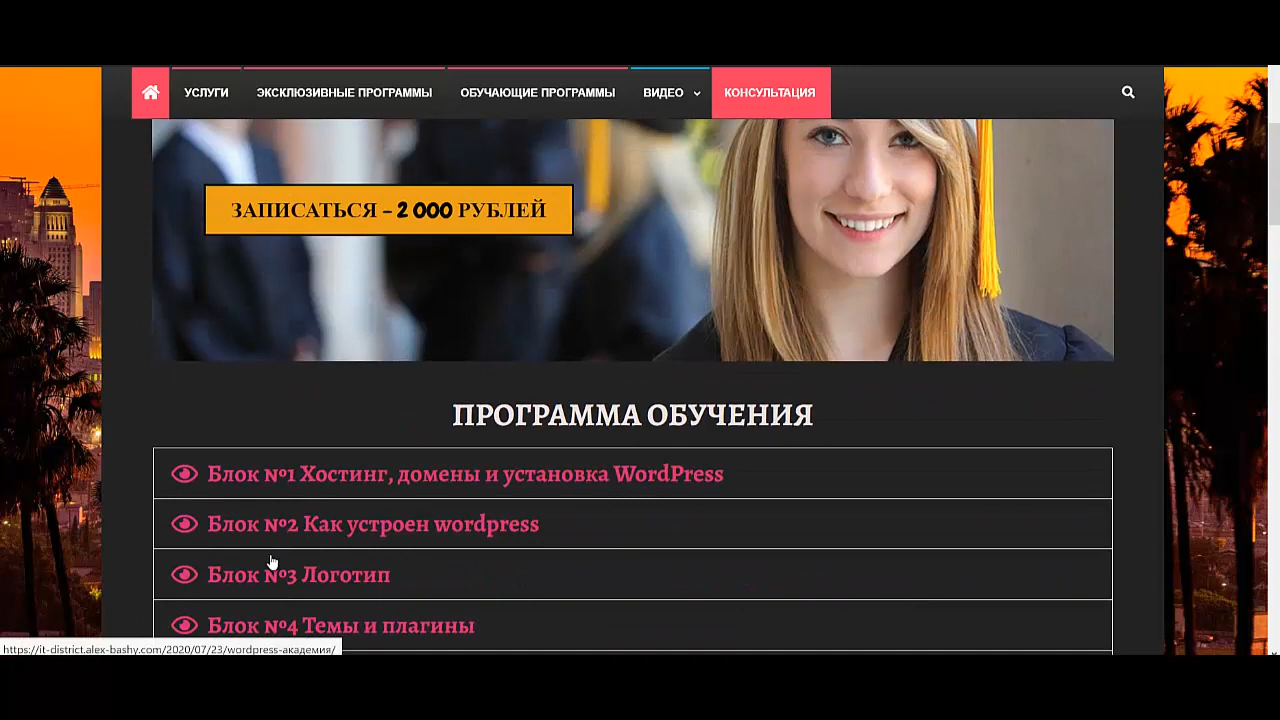 УСЛУГИ ЭКСКЛЮЗИВНЫЕ ПРОГРАММЫ ОБУЧАЮЩИЕ ПРОГРАММЫ ВИДЕО КОНСУЛЬТАЦИЯ
ЗАПИСАТЬСЯ – 2 000 РУБЛЕЙ
ПРОГРАММА ОБУЧЕНИЯ
Блок №1 Хостинг, домены и установка WordPress
Блок №2 Как устроен wordpress
Блок №3 Логотип
Блок №4 Темы и плагины
https://it-district.alex-bashy.com/2020/07/23/wordpress-академия/